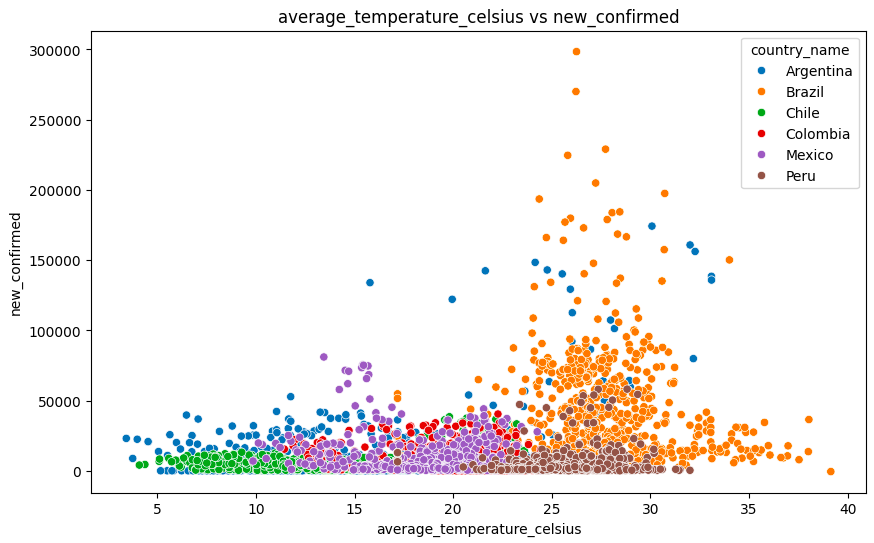 average_temperature_celsius vs new_confirmed
country_name
Argentina
Brazil
Chile
Colombia
Mexico
Peru
new_confirmed
300000
250000
200000
150000
100000
50000
0
5
10
15
20
25
30
35
40
average_temperature_celsius